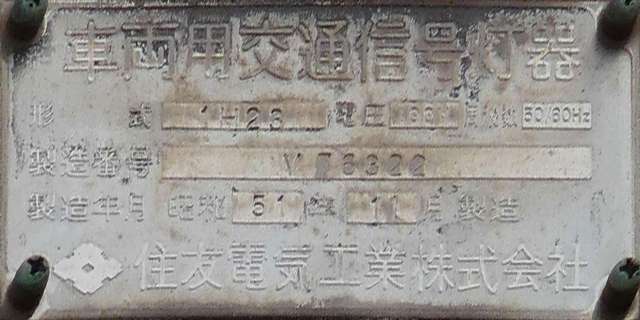 車両用交通信号灯器
形式 1H23 電圧 100V 周波数 50/60Hz
製造番号 V 76322
製造年月 昭和 51 年 11 月 製造
住友電気工業株式会社